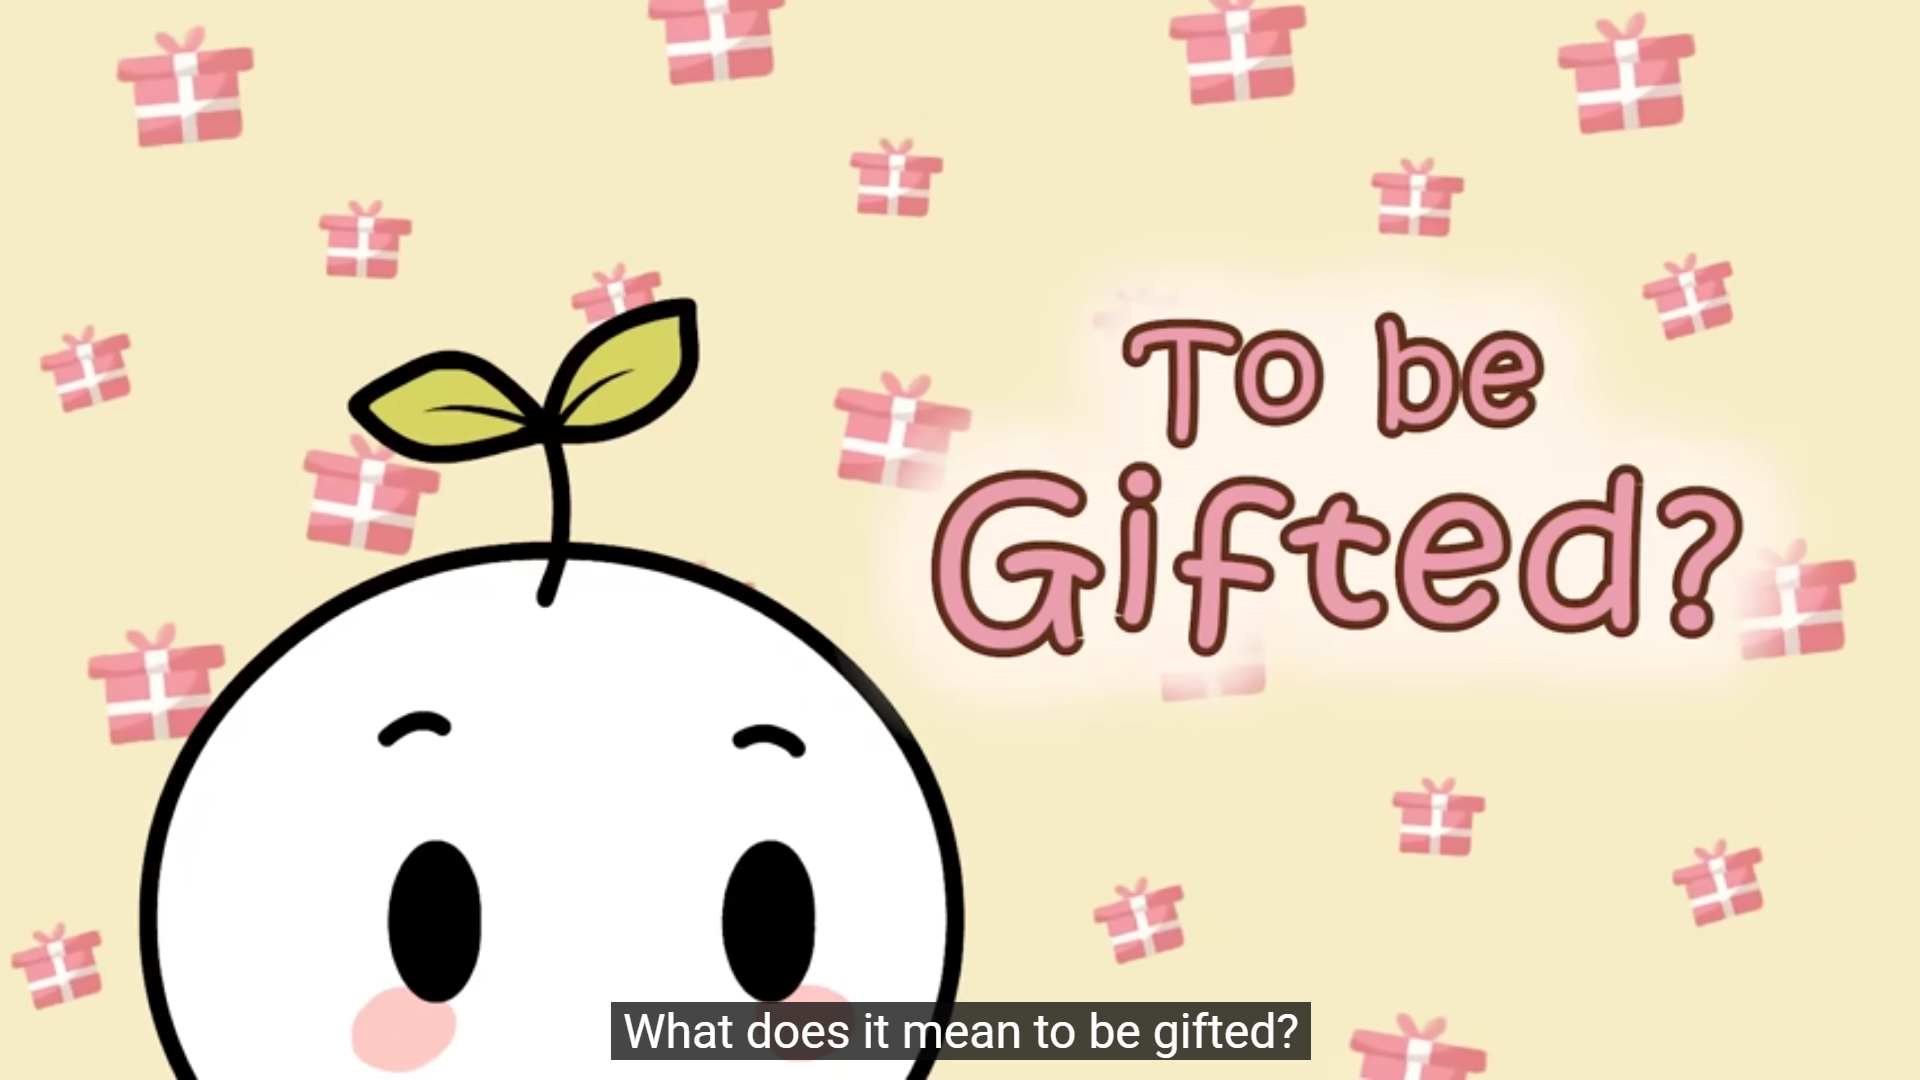 To be
Gifted?
What does it mean to be gifted?